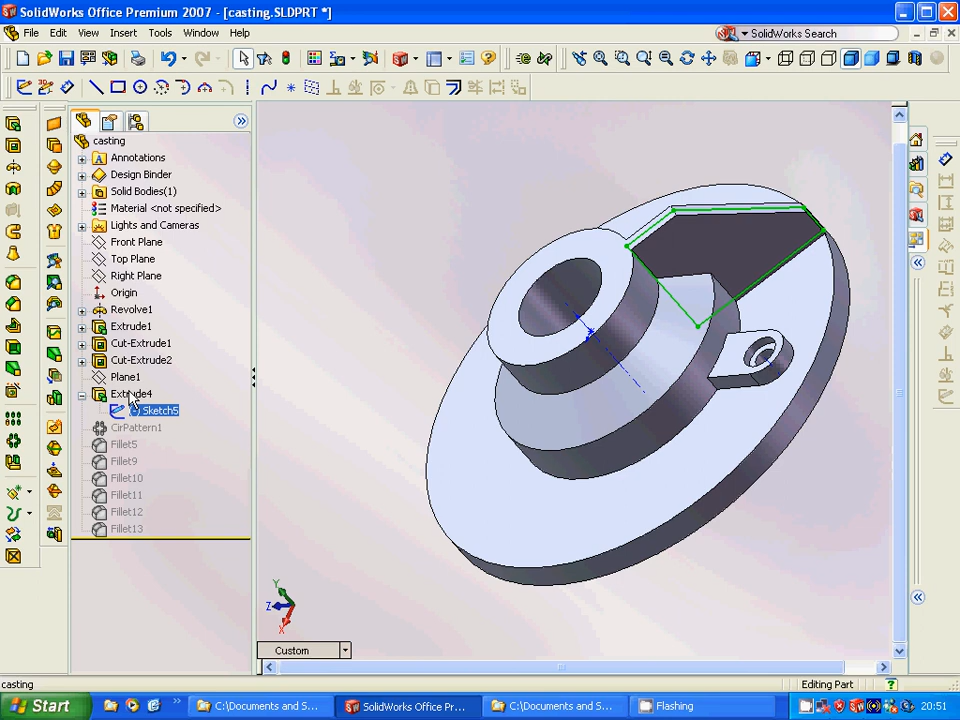 SolidWorks Office Premium 2007 - [casting.SLDPRT *]
File Edit View Insert Tools Window Help
SolidWorks Search
casting
Annotations
Design Binder
Solid Bodies(1)
Material <not specified>
Lights and Cameras
Front Plane
Top Plane
Right Plane
Origin
Revolve1
Extrude1
Cut-Extrude1
Cut-Extrude2
Plane1
Extrude4
(-) Sketch5
CirPattern1
Fillet5
Fillet9
Fillet10
Fillet11
Fillet12
Fillet13
Y
Z
X
Custom
casting
Editing Part
Start
C:\Documents and S...
SolidWorks Office Pr...
C:\Documents and S...
Flashing
20:51